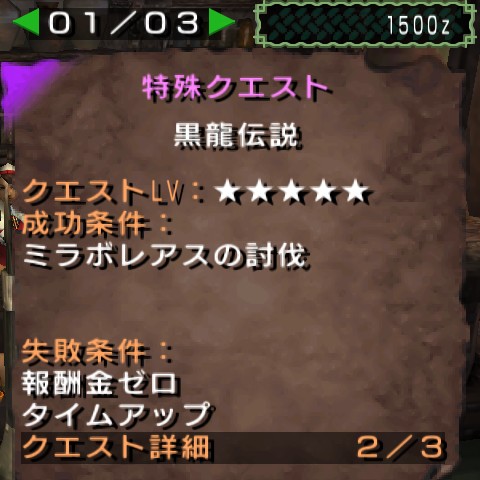 01/03
1500z
特殊クエスト
黒龍伝説
クエストLV：★★★★★
成功条件：
ミラボレアスの討伐
失敗条件：
報酬金ゼロ
タイムアップ
クエスト詳細 2/3